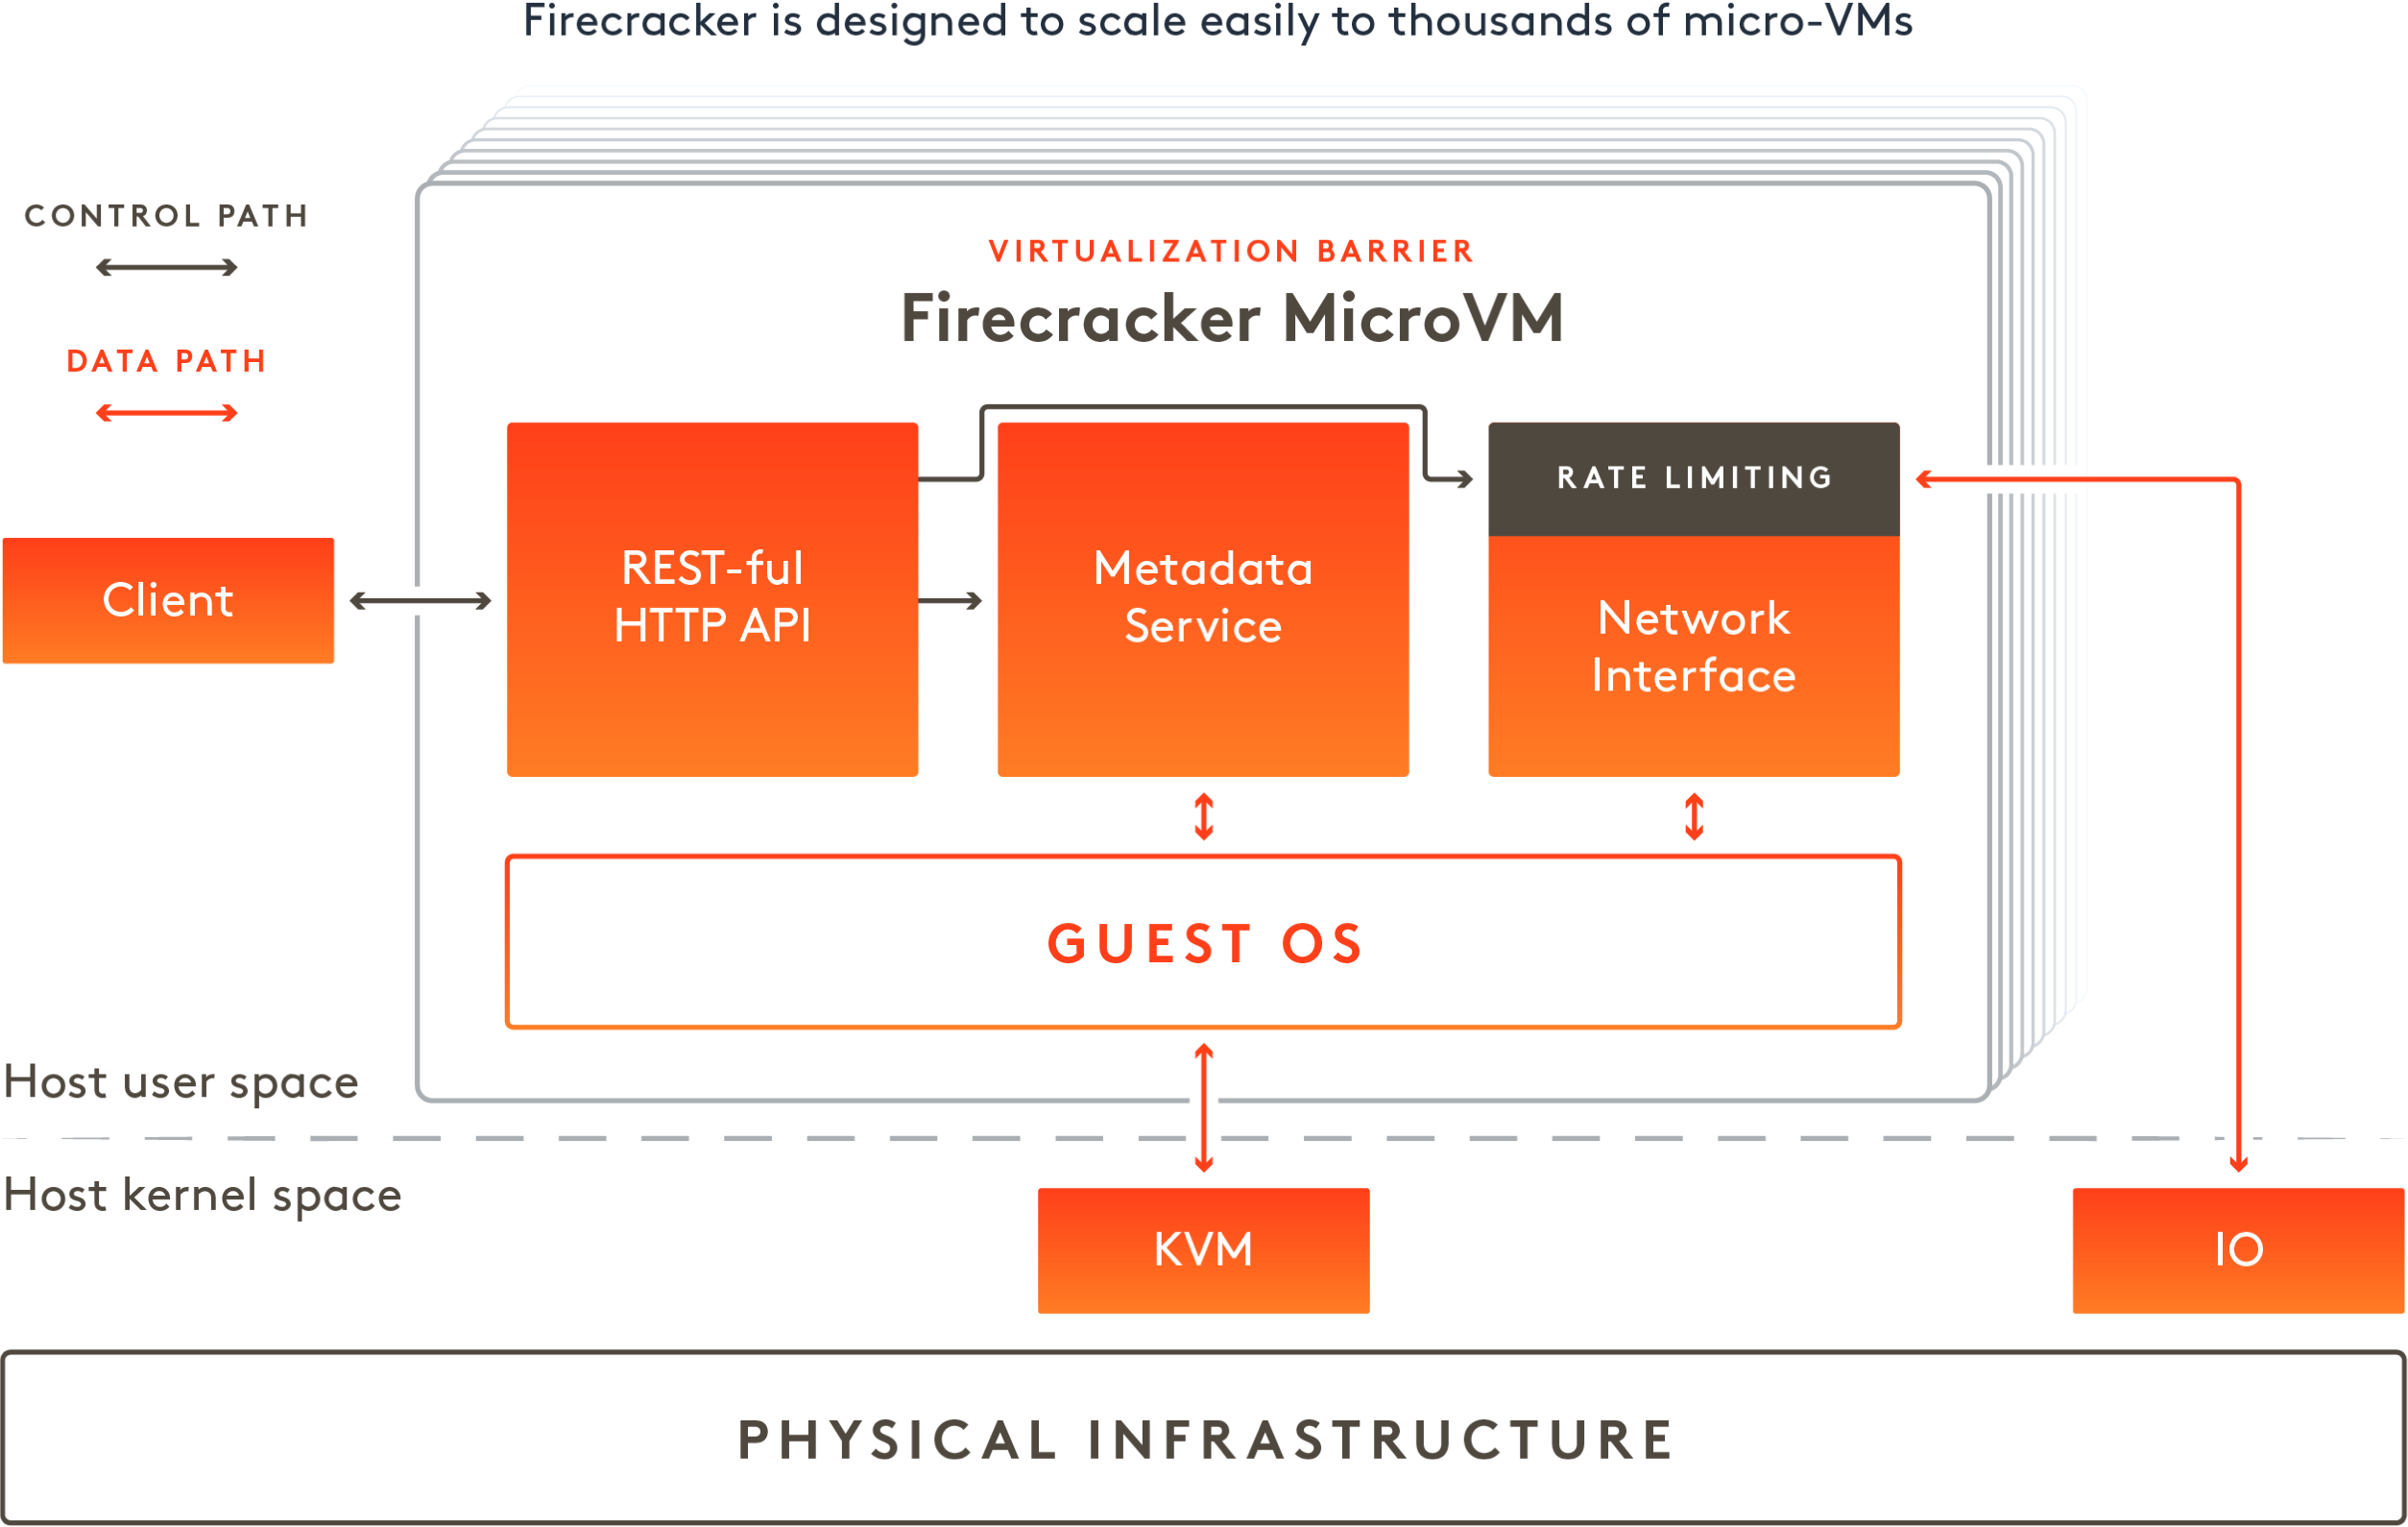 Firecracker is designed to scale easily to thousands of micro-VMs
CONTROL PATH
DATA PATH
VIRTUALIZATION BARRIER
Firecracker MicroVM
Client
REST-ful
HTTP API
Metadata
Service
RATE LIMITING
Network
Interface
GUEST OS
Host user space
Host kernel space
KVM
IO
PHYSICAL INFRASTRUCTURE